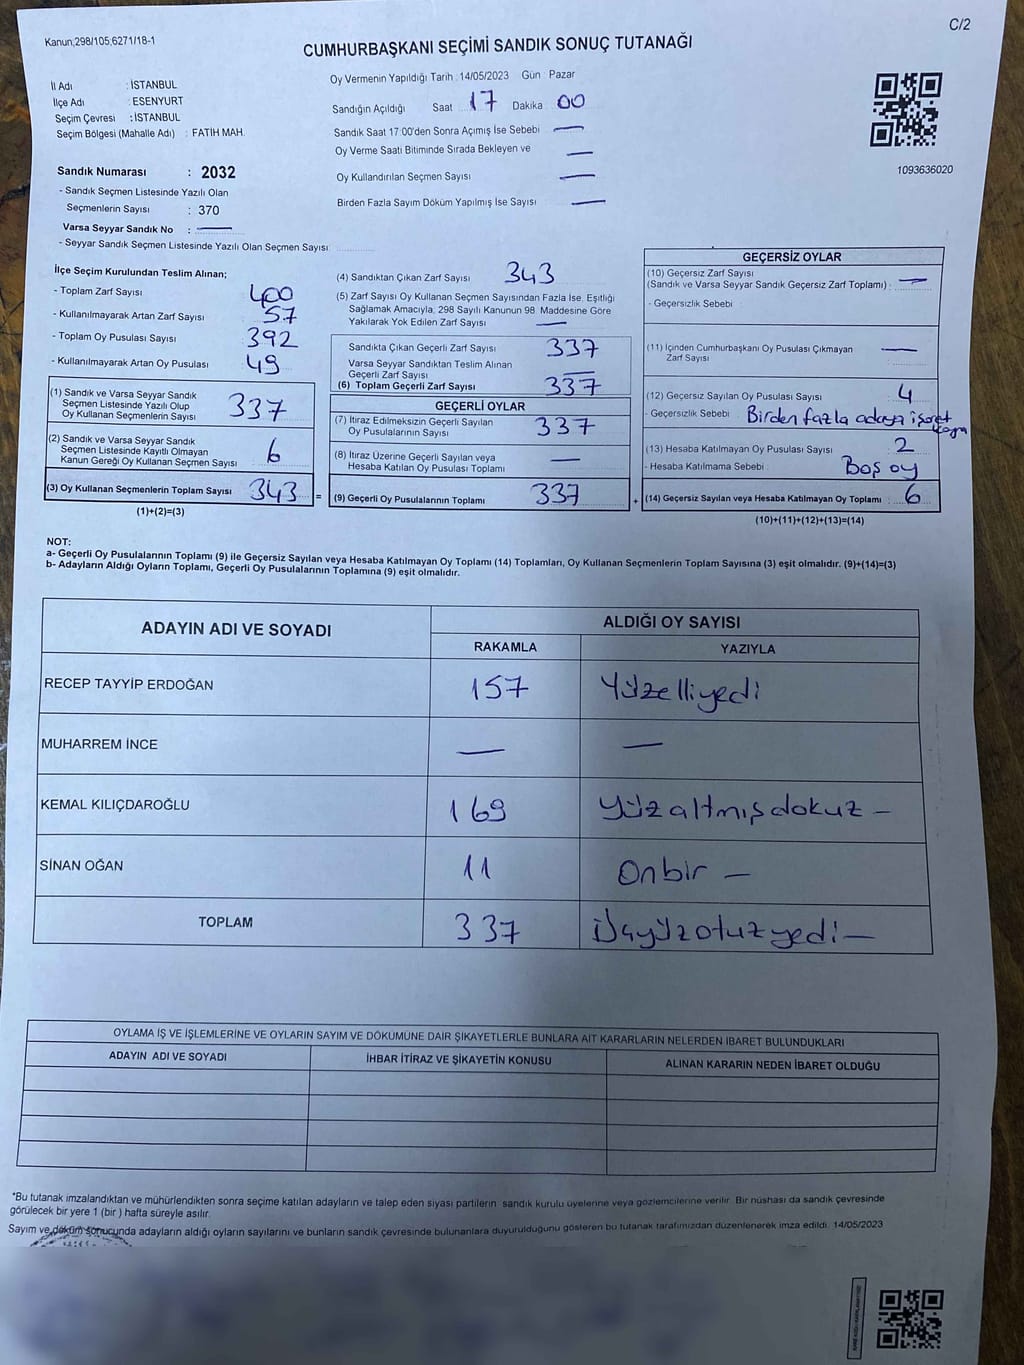 Kanun,298/105,6271/18-1
C/2
CUMHURBAŞKANI SEÇİMİ SANDIK SONUÇ TUTANAĞI
İl Adı : İSTANBUL
İlçe Adı : ESENYURT
Seçim Çevresi : İSTANBUL
Seçim Bölgesi (Mahalle Adı) : FATİH MAH.
Oy Vermenin Yapıldığı Tarih : 14/05/2023 Gün : Pazar
Sandığın Açıldığı Saat 17 Dakika 00
Sandık Saat 17:00'den Sonra Açımış İse Sebebi —
Oy Verme Saati Bitiminde Sırada Bekleyen ve —
Oy Kullandırılan Seçmen Sayısı —
Birden Fazla Sayım Döküm Yapılmış İse Sayısı —
1093636020
Sandık Numarası : 2032
- Sandık Seçmen Listesinde Yazılı Olan
Seçmenlerin Sayısı : 370
Varsa Seyyar Sandık No : —
- Seyyar Sandık Seçmen Listesinde Yazılı Olan Seçmen Sayısı:
İlçe Seçim Kurulundan Teslim Alınan;
- Toplam Zarf Sayısı 400
- Kullanılmayarak Artan Zarf Sayısı 57
- Toplam Oy Pusulası Sayısı 392
- Kullanılmayarak Artan Oy Pusulası 49
(1) Sandık ve Varsa Seyyar Sandık
Seçmen Listesinde Yazılı Olup
Oy Kullanan Seçmenlerin Sayısı 337
(2) Sandık ve Varsa Seyyar Sandık
Seçmen Listesinde Kayıtlı Olmayan
Kanun Gereği Oy Kullanan Seçmen Sayısı 6
(3) Oy Kullanan Seçmenlerin Toplam Sayısı 343 =
(1)+(2)=(3)
(4) Sandıktan Çıkan Zarf Sayısı 343
(5) Zarf Sayısı Oy Kullanan Seçmen Sayısından Fazla İse, Eşitliği
Sağlamak Amacıyla, 298 Sayılı Kanunun 98. Maddesine Göre
Yakılarak Yok Edilen Zarf Sayısı —
Sandıkta Çıkan Geçerli Zarf Sayısı 337
Varsa Seyyar Sandıktan Teslim Alınan
Geçerli Zarf Sayısı —
(6) Toplam Geçerli Zarf Sayısı 337
GEÇERLİ OYLAR
(7) İtiraz Edilmeksizin Geçerli Sayılan
Oy Pusulalarının Sayısı 337
(8) İtiraz Üzerine Geçerli Sayılan veya
Hesaba Katılan Oy Pusulası Toplamı —
(9) Geçerli Oy Pusulalarının Toplamı 337 +
GEÇERSİZ OYLAR
(10) Geçersiz Zarf Sayısı
(Sandık ve Varsa Seyyar Sandık Geçersiz Zarf Toplamı) : —
- Geçersizlik Sebebi :
(11) İçinden Cumhurbaşkanı Oy Pusulası Çıkmayan
Zarf Sayısı —
(12) Geçersiz Sayılan Oy Pusulası Sayısı : 4
- Geçersizlik Sebebi : Birden fazla adaya işaret
(13) Hesaba Katılmayan Oy Pusulası Sayısı : 2
- Hesaba Katılmama Sebebi : Boş oy
(14) Geçersiz Sayılan veya Hesaba Katılmayan Oy Toplamı : 6
(10)+(11)+(12)+(13)=(14)
NOT:
a- Geçerli Oy Pusulalarının Toplamı (9) ile Geçersiz Sayılan veya Hesaba Katılmayan Oy Toplamı (14) Toplamları, Oy Kullanan Seçmenlerin Toplam Sayısına (3) eşit olmalıdır. (9)+(14)=(3)
b- Adayların Aldığı Oyların Toplamı, Geçerli Oy Pusulalarının Toplamına (9) eşit olmalıdır.
ADAYIN ADI VE SOYADI
ALDIĞI OY SAYISI
RAKAMLA YAZIYLA
RECEP TAYYİP ERDOĞAN 157 Yüzelliyedi
MUHARREM İNCE — —
KEMAL KILIÇDAROĞLU 169 Yüzaltmışdokuz —
SİNAN OĞAN 11 Onbir —
TOPLAM 337 Üçyüzotuzyedi —
OYLAMA İŞ VE İŞLEMLERİNE VE OYLARIN SAYIM VE DÖKÜMÜNE DAİR ŞİKAYETLERLE BUNLARA AİT KARARLARIN NELERDEN İBARET BULUNDUKLARI
ADAYIN ADI VE SOYADI İHBAR İTİRAZ VE ŞİKAYETİN KONUSU ALINAN KARARIN NEDEN İBARET OLDUĞU
*Bu tutanak imzalandıktan ve mühürlendikten sonra seçime katılan adayların ve talep eden siyasi partilerin sandık kurulu üyelerine veya gözlemcilerine verilir. Bir nüshası da sandık çevresinde
görülecek bir yere 1 (bir ) hafta süreyle asılır.
Sayım ve döküm sonucunda adayların aldığı oyların sayılarını ve bunların sandık çevresinde bulunanlara duyurulduğunu gösteren bu tutanak tarafımızdan düzenlenerek imza edildi. 14/05/2023